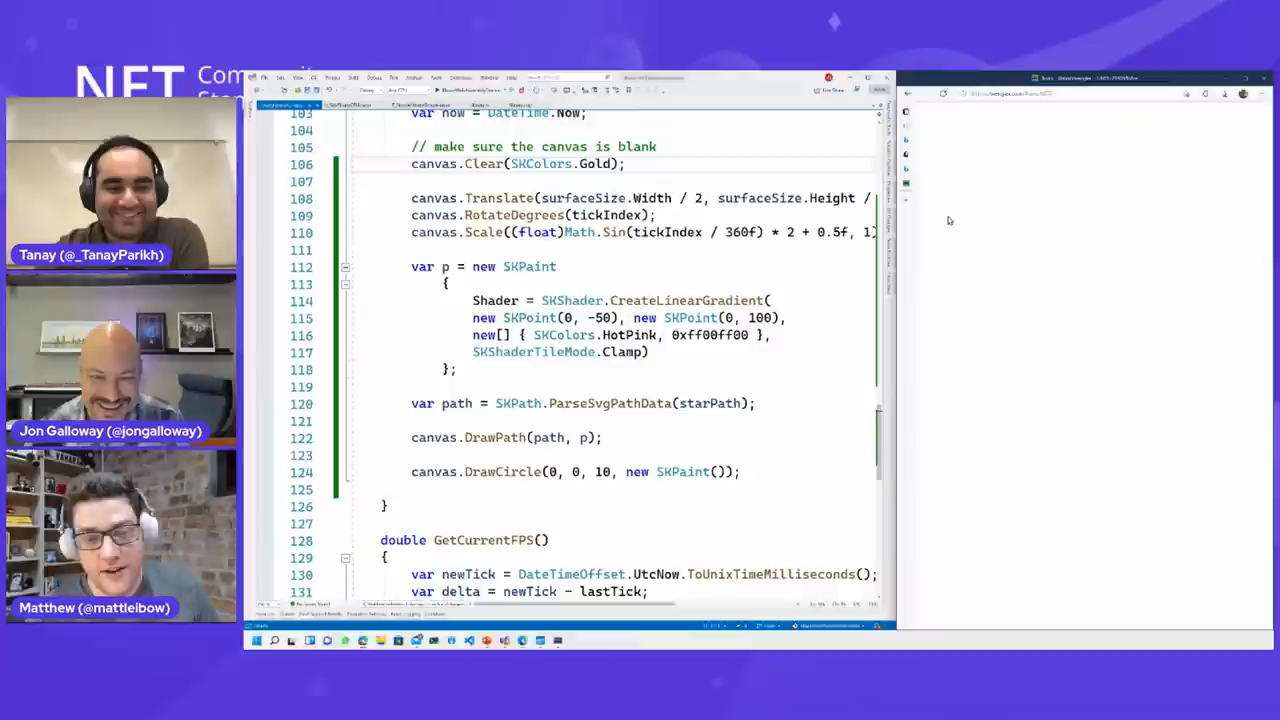 .NET Com
Tanay (@_TanayParikh)
Jon Galloway (@jongalloway)
Matthew (@mattleibow)
103 var now = DateTime.Now;
104
105 // make sure the canvas is blank
106 canvas.Clear(SKColors.Gold);
107
108 canvas.Translate(surfaceSize.Width / 2, surfaceSize.Height /
109 canvas.RotateDegrees(tickIndex);
110 canvas.Scale((float)Math.Sin(tickIndex / 360f) * 2 + 0.5f, 1)
111
112 var p = new SKPaint
113 {
114 Shader = SKShader.CreateLinearGradient(
115 new SKPoint(0, -50), new SKPoint(0, 100),
116 new[] { SKColors.HotPink, 0xff00ff00 },
117 SKShaderTileMode.Clamp)
118 };
119
120 var path = SKPath.ParseSvgPathData(starPath);
121
122 canvas.DrawPath(path, p);
123
124 canvas.DrawCircle(0, 0, 10, new SKPaint());
125
126 }
127
128 double GetCurrentFPS()
129 {
130 var newTick = DateTimeOffset.UtcNow.ToUnixTimeMilliseconds();
131 var delta = newTick - lastTick;